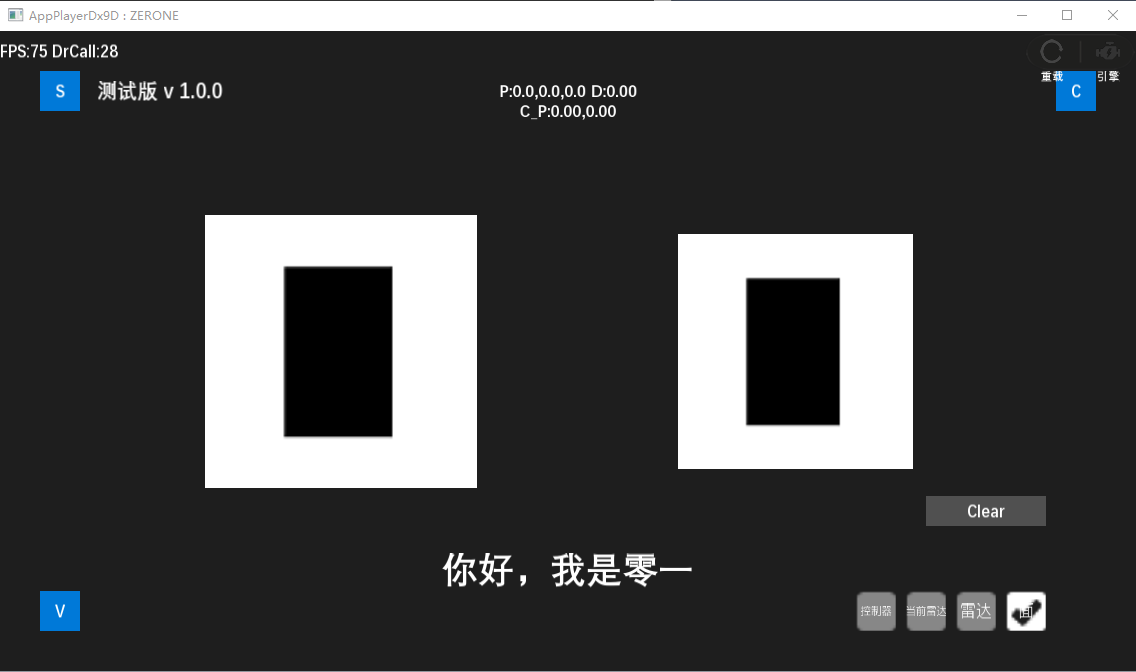 AppPlayerDx9D : ZERONE
FPS:75 DrCall:28
重载
引擎
S
测试版 v 1.0.0
P:0.0,0.0,0.0 D:0.00
C
C_P:0.00,0.00
Clear
你好，我是零一
V
控制器
当前雷达
雷达
面